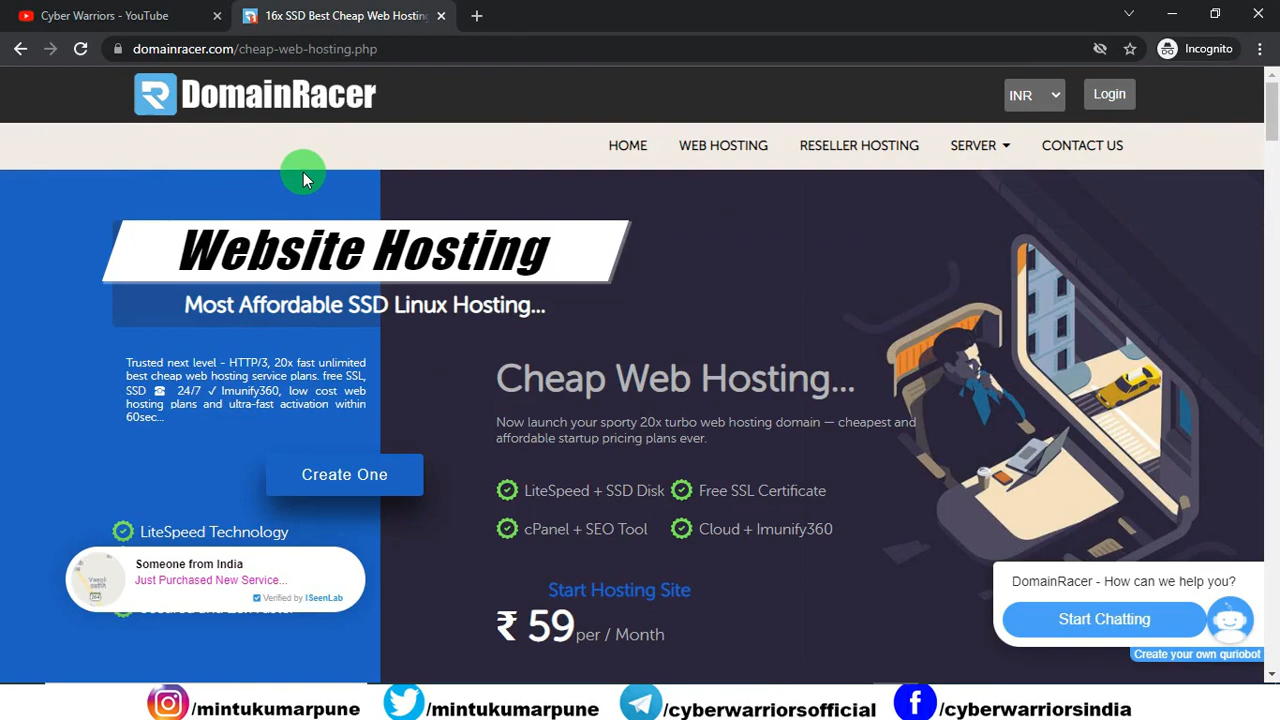 Cyber Warriors - YouTube
16x SSD Best Cheap Web Hosting
domainracer.com/cheap-web-hosting.php
Incognito
DomainRacer
INR
Login
HOME
WEB HOSTING
RESELLER HOSTING
SERVER
CONTACT US
Website Hosting
Most Affordable SSD Linux Hosting...
Trusted next level - HTTP/3, 20x fast unlimited
best cheap web hosting service plans. free SSL,
SSD ☎ 24/7 ✓ Imunify360, low cost web
hosting plans and ultra-fast activation within
60sec...
Create One
LiteSpeed Technology
Someone from India
Just Purchased New Service...
Verified by ISeenLab
Cheap Web Hosting...
Now launch your sporty 20x turbo web hosting domain — cheapest and
affordable startup pricing plans ever.
LiteSpeed + SSD Disk
Free SSL Certificate
cPanel + SEO Tool
Cloud + Imunify360
Start Hosting Site
₹ 59 per / Month
DomainRacer - How can we help you?
Start Chatting
Create your own quriobot
/mintukumarpune
/mintukumarpune
/cyberwarriorsofficial
/cyberwarriorsindia